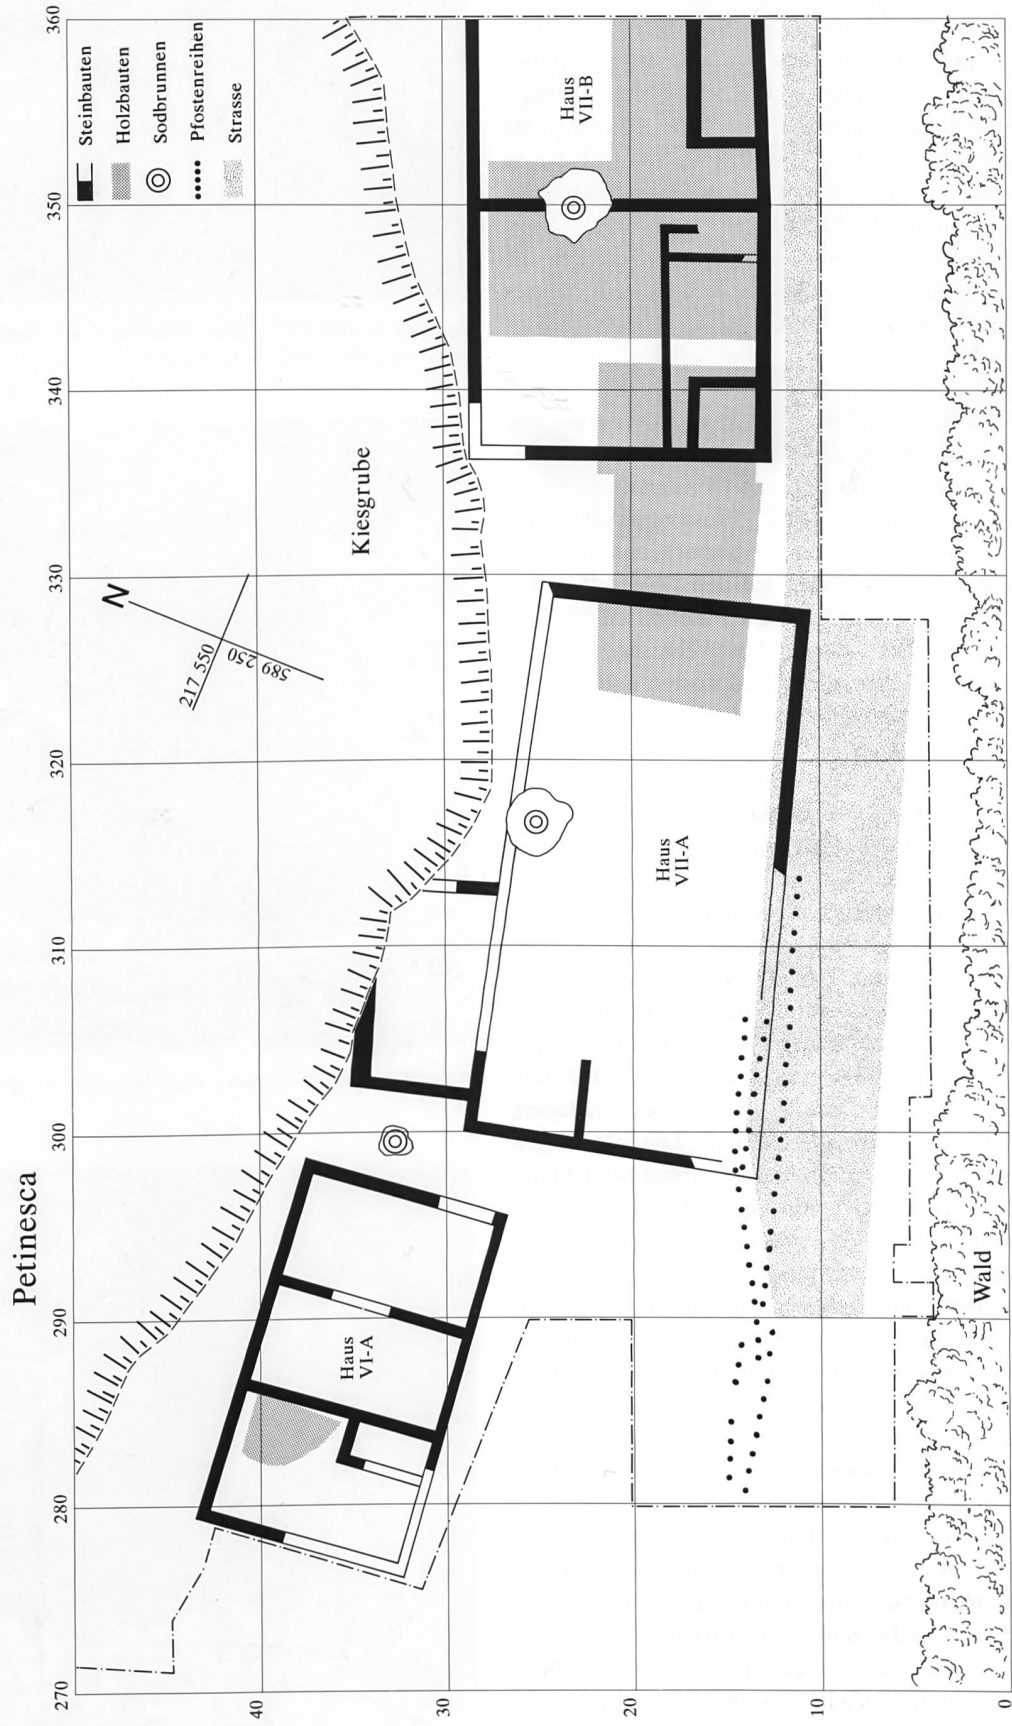 Petinesca
Steinbauten
Holzbauten
Sodbrunnen
Pfostenreihen
Strasse
270
280
290
300
310
320
330
340
350
360
40
30
20
10
0
N
217 550
589 250
Kiesgrube
Haus
VI-A
Haus
VII-A
Haus
VII-B
Wald